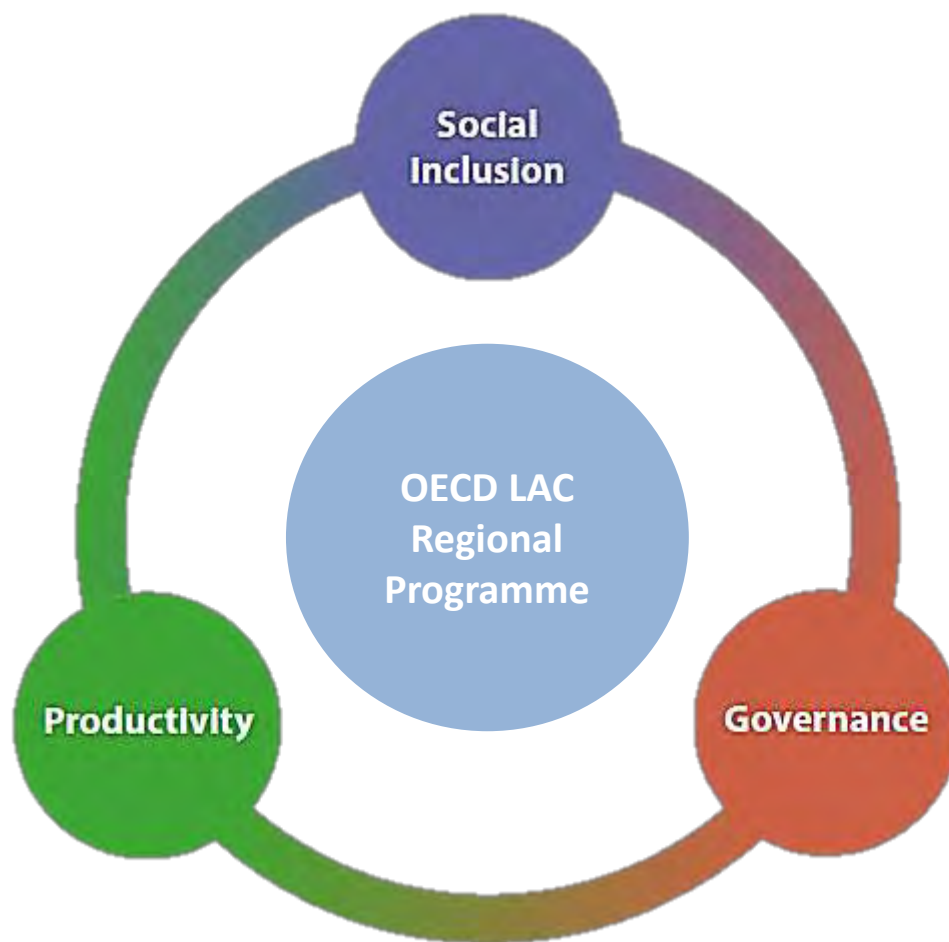 Social
Inclusion
OECD LAC
Regional
Programme
Productivity
Governance